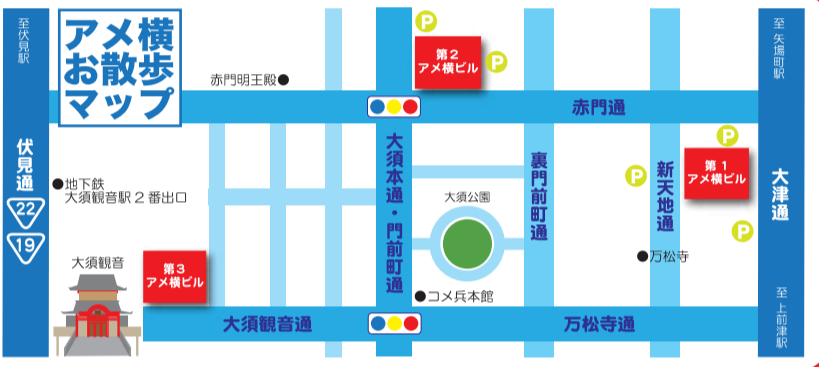 アメ横
お散歩
マップ
至伏見駅
伏見通
22
19
赤門明王殿
P
第2
アメ横ビル
P
赤門通
至 矢場町駅
地下鉄
大須観音駅2番出口
大須本通・門前町通
大須公園
裏門前町通
新天地通
P
P
第1
アメ横ビル
P
大津通
大須観音
第3
アメ横ビル
コメ兵本館
万松寺
大須観音通
万松寺通
至 上前津駅